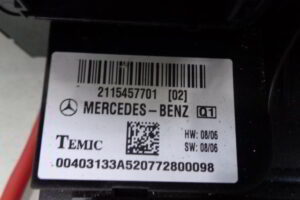 2115457701 [02]
MERCEDES-BENZ Q1
HW: 08/06
TEMIC SW: 08/06
00403133A520772800098